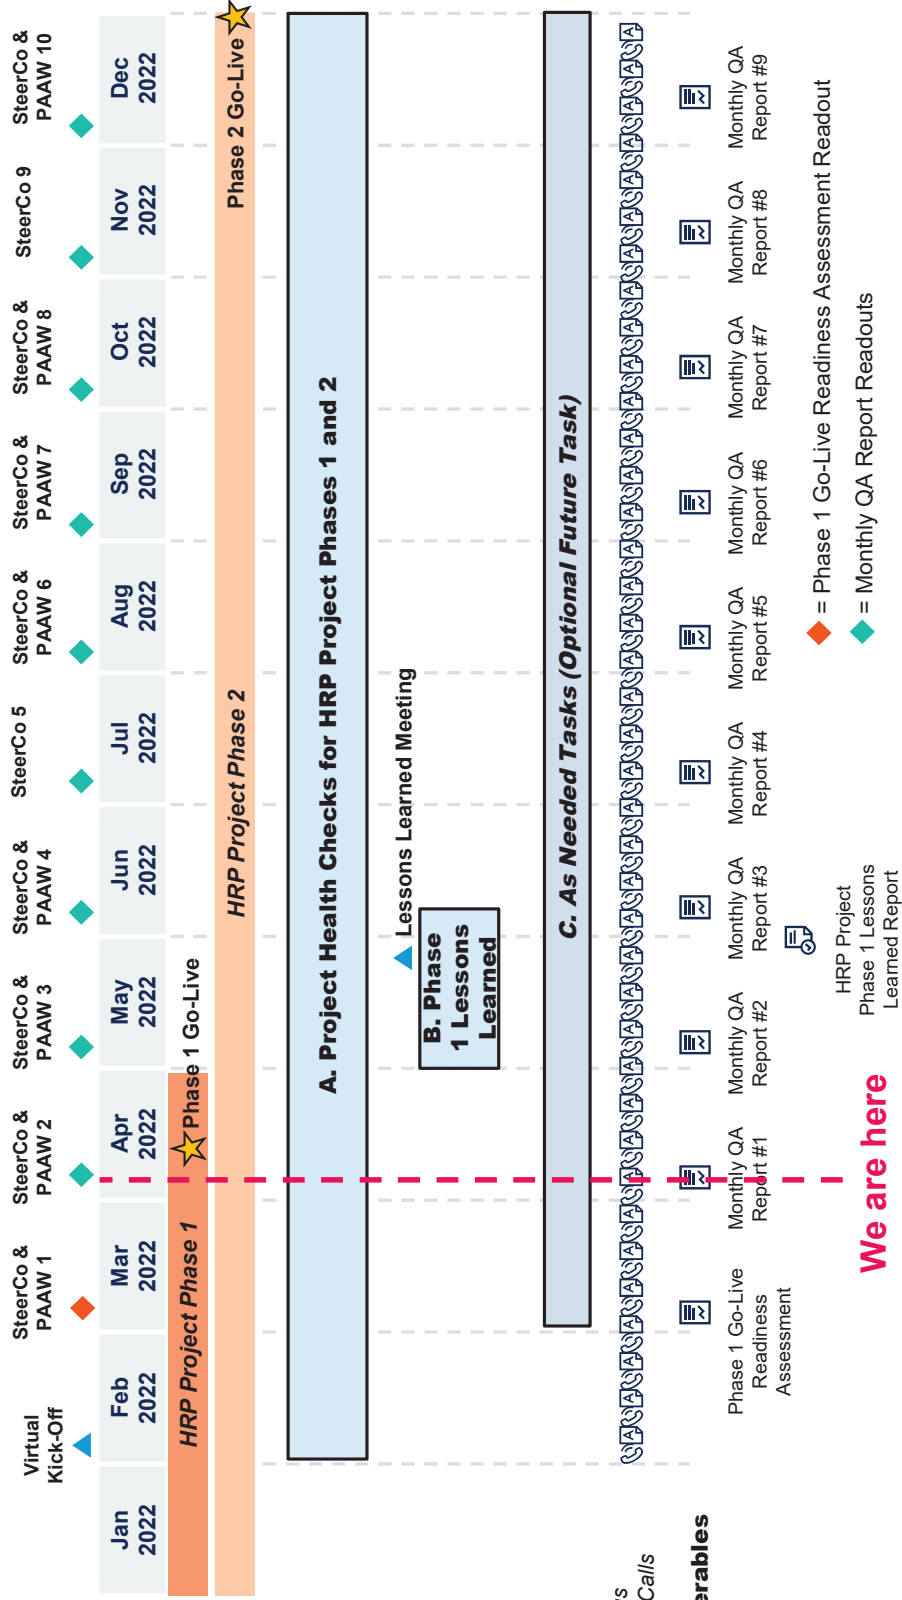 Virtual
Kick-Off
SteerCo &
PAAW 1
SteerCo &
PAAW 2
SteerCo &
PAAW 3
SteerCo &
PAAW 4
SteerCo 5
SteerCo &
PAAW 6
SteerCo &
PAAW 7
SteerCo &
PAAW 8
SteerCo 9
SteerCo &
PAAW 10
Jan
2022
Feb
2022
Mar
2022
Apr
2022
May
2022
Jun
2022
Jul
2022
Aug
2022
Sep
2022
Oct
2022
Nov
2022
Dec
2022
HRP Project Phase 1
Phase 1 Go-Live
HRP Project Phase 2
Phase 2 Go-Live
A. Project Health Checks for HRP Project Phases 1 and 2
Lessons Learned Meeting
B. Phase
1 Lessons
Learned
C. As Needed Tasks (Optional Future Task)
Calls
Phase 1 Go-Live
Readiness
Assessment
Monthly QA
Report #1
Monthly QA
Report #2
Monthly QA
Report #3
Monthly QA
Report #4
Monthly QA
Report #5
Monthly QA
Report #6
Monthly QA
Report #7
Monthly QA
Report #8
Monthly QA
Report #9
HRP Project
Phase 1 Lessons
Learned Report
We are here
= Phase 1 Go-Live Readiness Assessment Readout
= Monthly QA Report Readouts